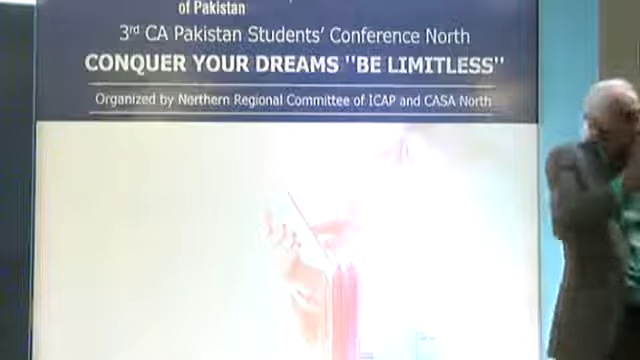 of Pakistan
3rd CA Pakistan Students' Conference North
CONQUER YOUR DREAMS "BE LIMITLESS"
Organized by Northern Regional Committee of ICAP and CASA North